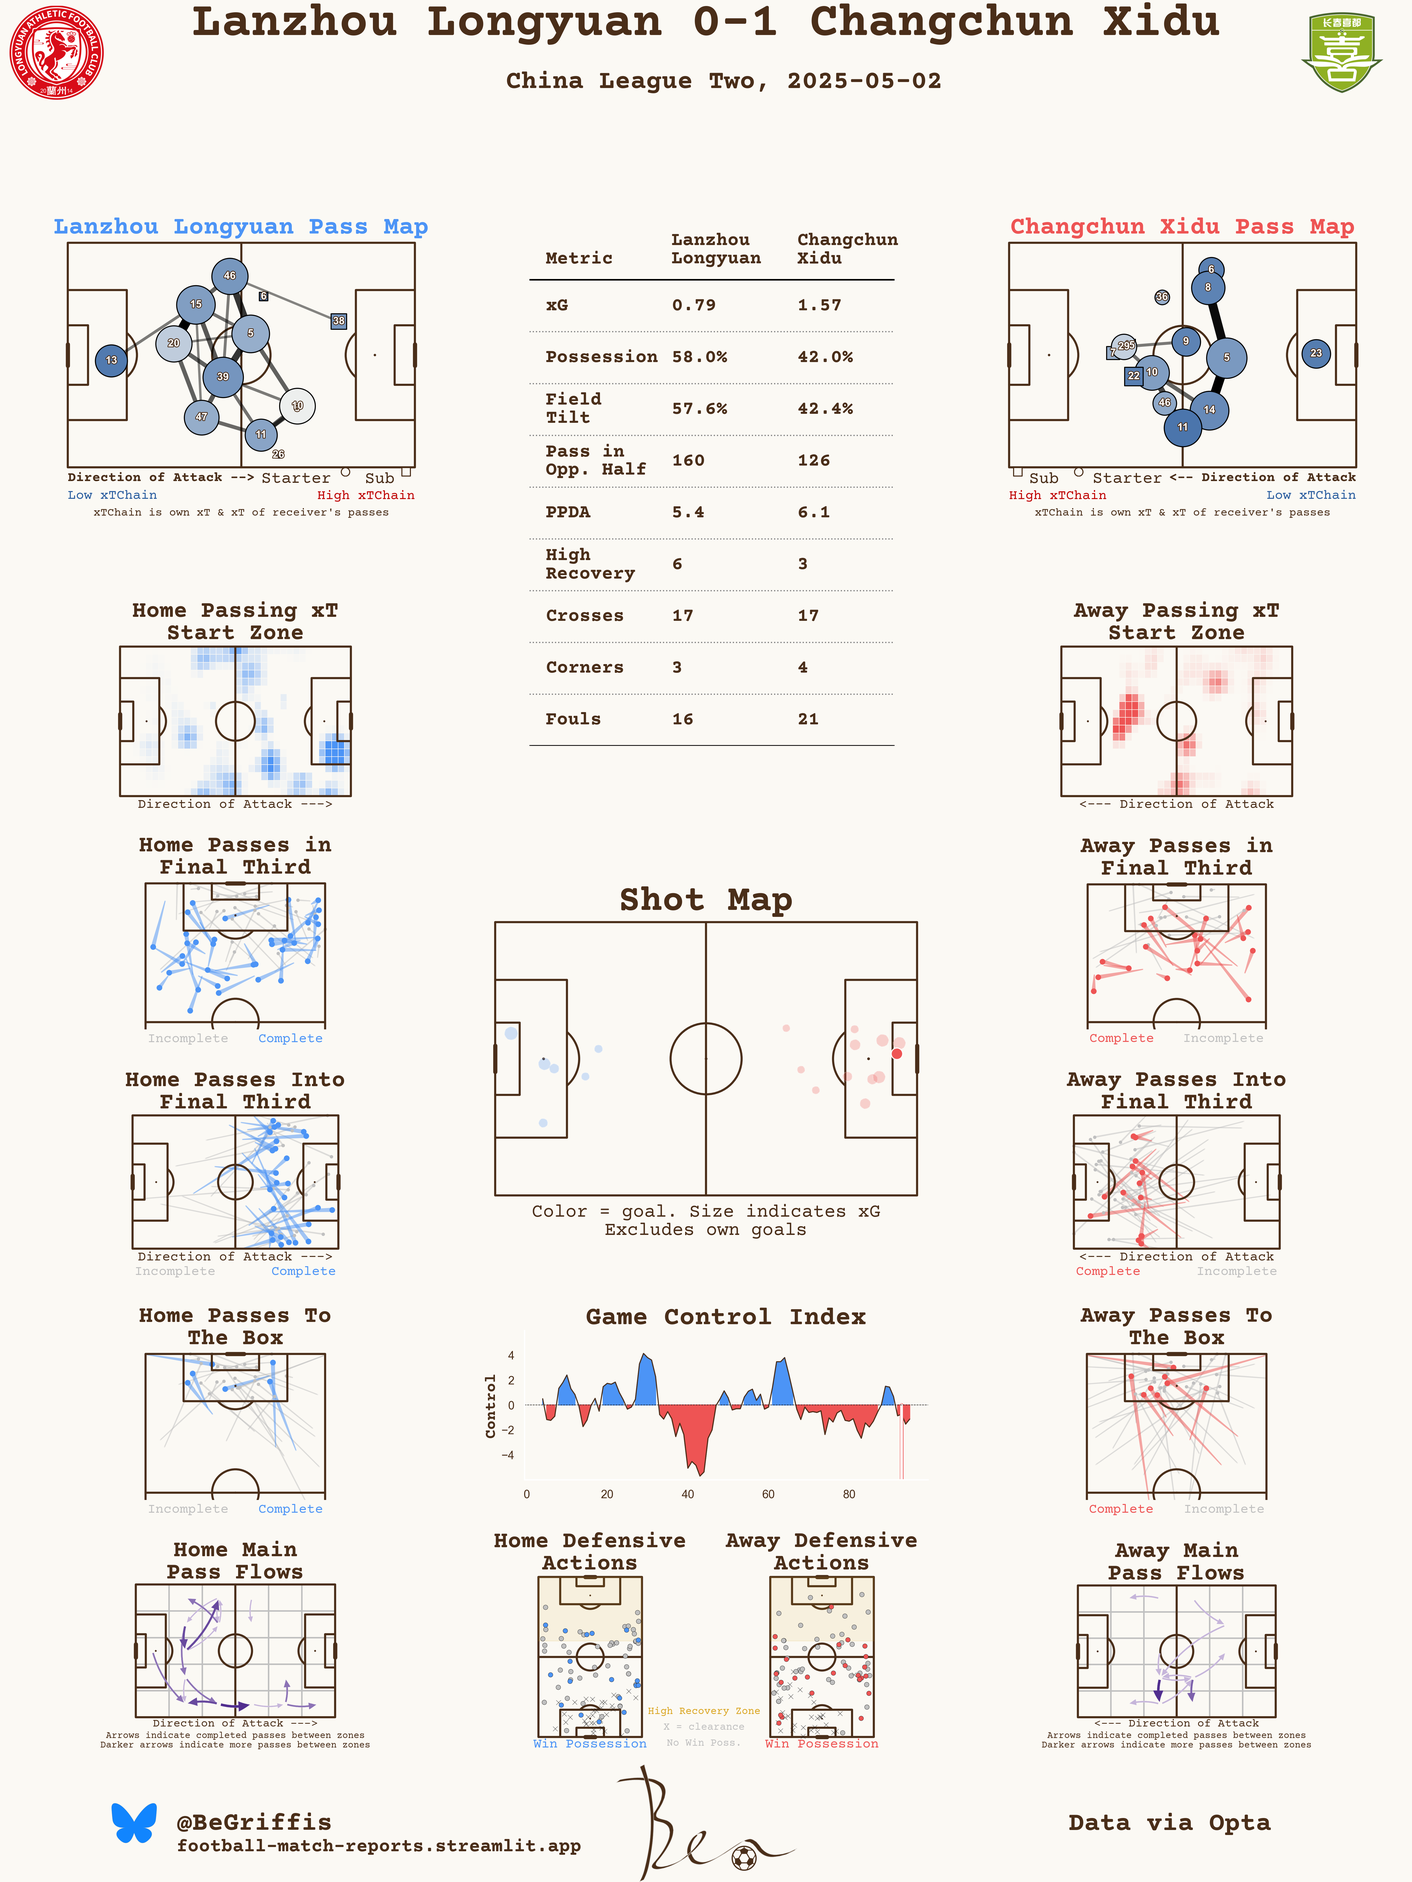 Lanzhou Longyuan 0-1 Changchun Xidu
China League Two, 2025-05-02
LONGYUAN ATHLETIC FOOTBALL CLUB
20 蘭州 14
长春喜都
喜
Lanzhou Longyuan Pass Map
46
6
15
38
5
20
13
39
10
47
11
26
Direction of Attack --> Starter Sub
Low xTChain High xTChain
xTChain is own xT & xT of receiver's passes
Metric Lanzhou Longyuan Changchun Xidu
xG 0.79 1.57
Possession 58.0% 42.0%
Field Tilt 57.6% 42.4%
Pass in Opp. Half 160 126
PPDA 5.4 6.1
High Recovery 6 3
Crosses 17 17
Corners 3 4
Fouls 16 21
Changchun Xidu Pass Map
6
8
36
9
7
5
23
10
22
46
14
11
Sub Starter <-- Direction of Attack
High xTChain Low xTChain
xTChain is own xT & xT of receiver's passes
Home Passing xT
Start Zone
Direction of Attack --->
Away Passing xT
Start Zone
<--- Direction of Attack
Home Passes in
Final Third
Incomplete Complete
Away Passes in
Final Third
Complete Incomplete
Shot Map
Color = goal. Size indicates xG
Excludes own goals
Home Passes Into
Final Third
Direction of Attack --->
Incomplete Complete
Away Passes Into
Final Third
<--- Direction of Attack
Complete Incomplete
Home Passes To
The Box
Incomplete Complete
Game Control Index
Control
4
2
0
−2
−4
0 20 40 60 80
Away Passes To
The Box
Complete Incomplete
Home Main
Pass Flows
Direction of Attack --->
Arrows indicate completed passes between zones
Darker arrows indicate more passes between zones
Home Defensive
Actions
Win Possession
High Recovery Zone
X = clearance
No Win Poss.
Away Defensive
Actions
Win Possession
Away Main
Pass Flows
<--- Direction of Attack
Arrows indicate completed passes between zones
Darker arrows indicate more passes between zones
@BeGriffis
football-match-reports.streamlit.app
Ben
Data via Opta